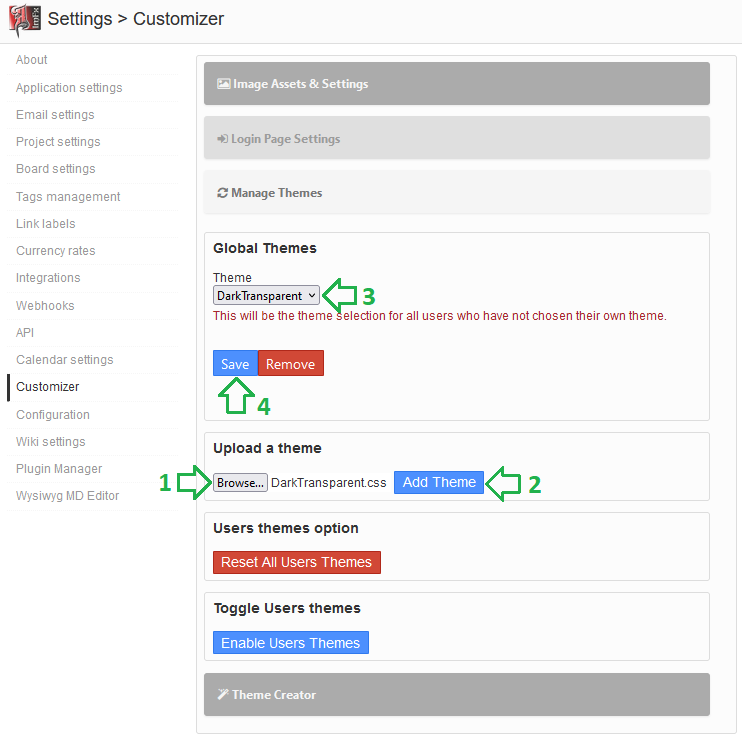 ImFx
Settings > Customizer
About
Application settings
Email settings
Project settings
Board settings
Tags management
Link labels
Currency rates
Integrations
Webhooks
API
Calendar settings
Customizer
Configuration
Wiki settings
Plugin Manager
Wysiwyg MD Editor
Image Assets & Settings
Login Page Settings
Manage Themes
Global Themes
Theme
DarkTransparent
3
This will be the theme selection for all users who have not chosen their own theme.
Save Remove
4
Upload a theme
1 Browse... DarkTransparent.css Add Theme 2
Users themes option
Reset All Users Themes
Toggle Users themes
Enable Users Themes
Theme Creator